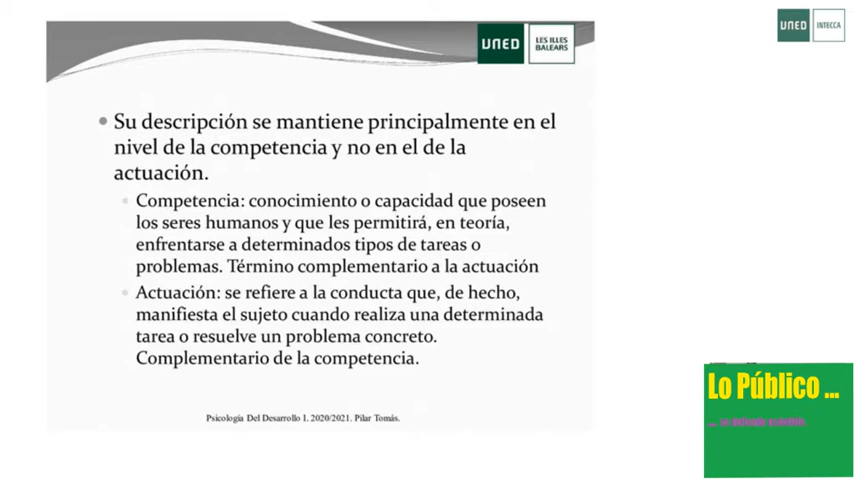 UNED
INTECCA
UNED
LES ILLES
BALEARS
• Su descripción se mantiene principalmente en el
nivel de la competencia y no en el de la
actuación.
• Competencia: conocimiento o capacidad que poseen
los seres humanos y que les permitirá, en teoría,
enfrentarse a determinados tipos de tareas o
problemas. Término complementario a la actuación
• Actuación: se refiere a la conducta que, de hecho,
manifiesta el sujeto cuando realiza una determinada
tarea o resuelve un problema concreto.
Complementario de la competencia.
Psicología Del Desarrollo I. 2020/2021. Pilar Tomás.
Lo Público ...
.... se defiende